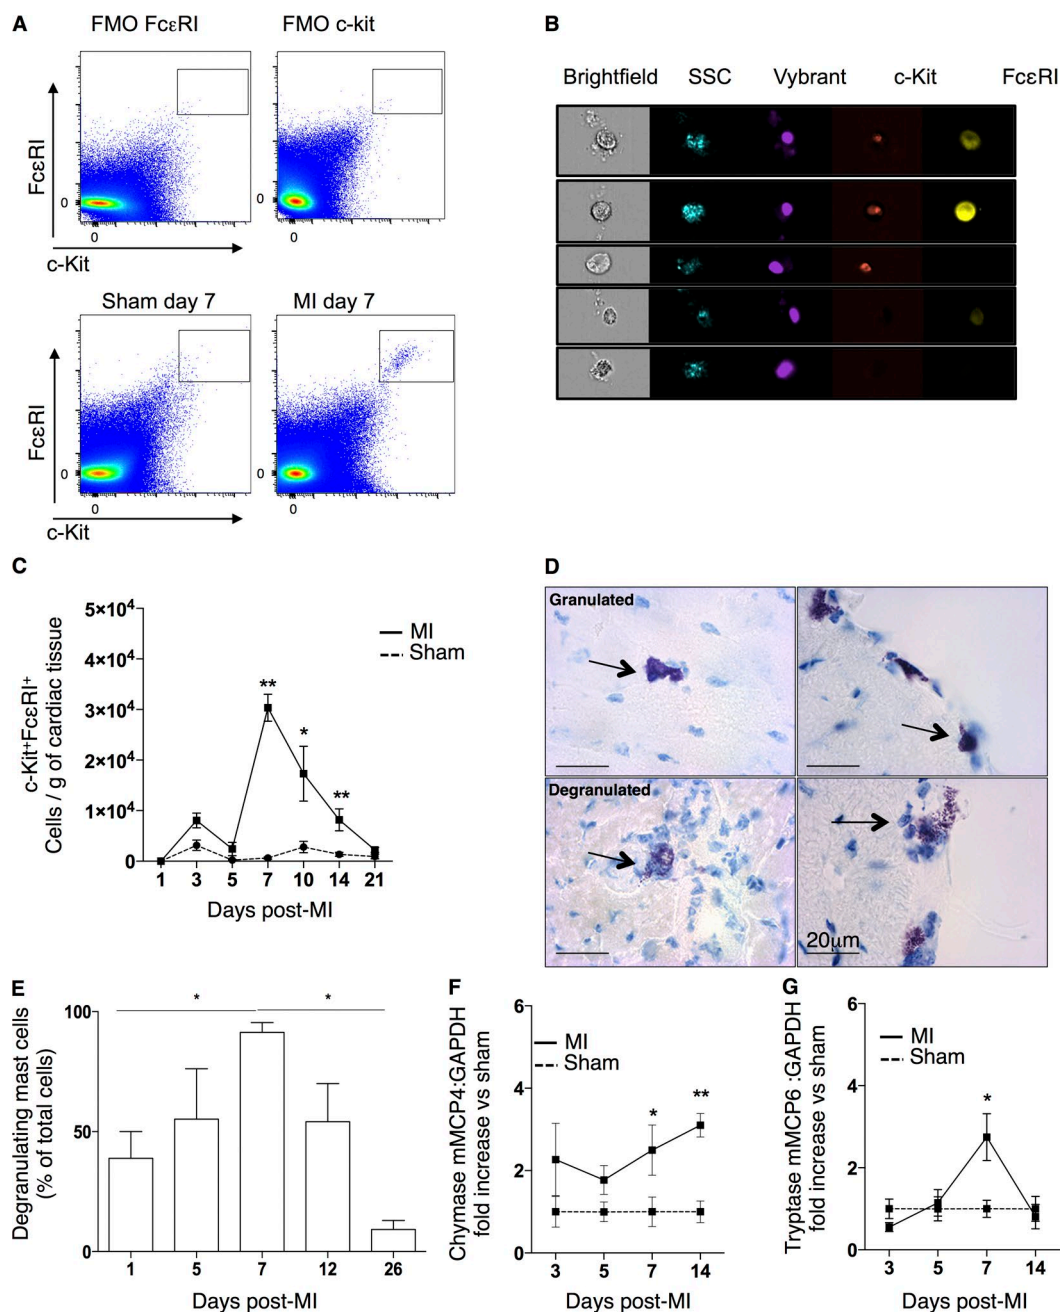 A
FMO FcεRI
FMO c-kit
FcεRI
0
0
0
0
c-Kit
Sham day 7
MI day 7
FcεRI
0
0
0
0
c-Kit
B
Brightfield SSC Vybrant c-Kit FcεRI
C
c-Kit⁺FcεRI⁺
Cells / g of cardiac tissue
5×10⁴
4×10⁴
3×10⁴
2×10⁴
1×10⁴
0
MI
Sham
**
*
**
1 3 5 7 10 14 21
Days post-MI
D
Granulated
Degranulated
20µm
E
Degranulating mast cells
(% of total cells)
100
50
0
* *
1 5 7 12 26
Days post-MI
F
Chymase mMCP4:GAPDH
fold increase vs sham
6
4
2
0
MI
Sham
* **
3 5 7 14
Days post-MI
G
Tryptase mMCP6 :GAPDH
fold increase vs sham
6
4
2
0
MI
Sham
*
3 5 7 14
Days post-MI